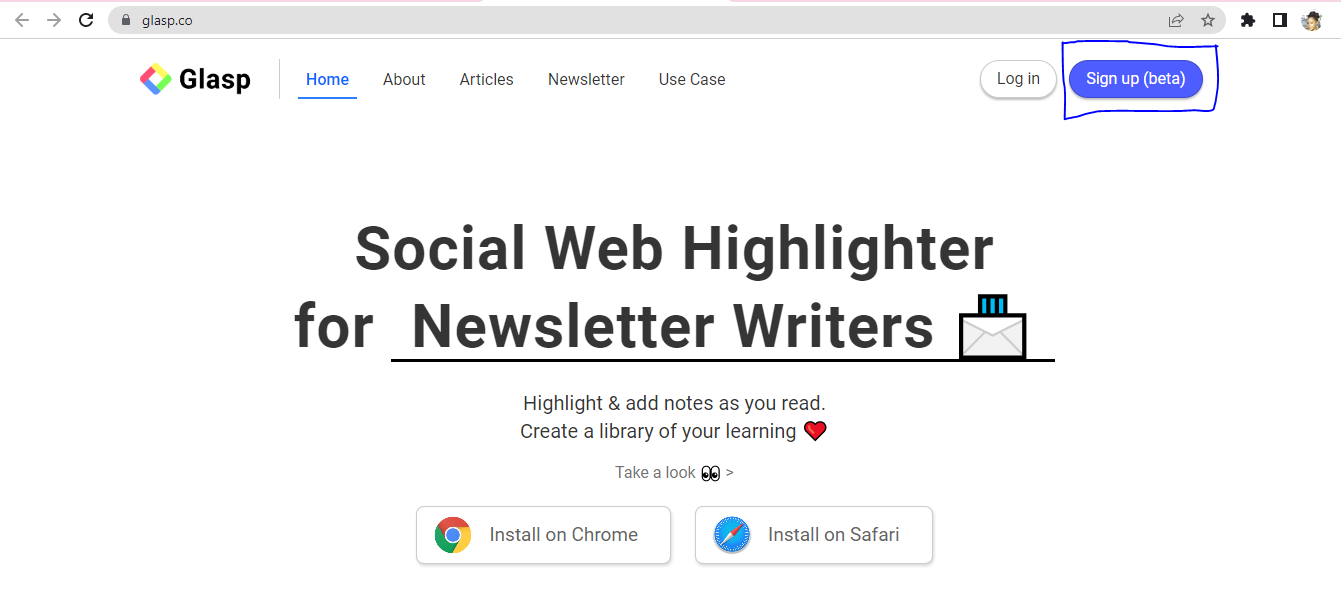 glasp.co
Glasp Home About Articles Newsletter Use Case Log in Sign up (beta)
Social Web Highlighter
for Newsletter Writers
Highlight & add notes as you read.
Create a library of your learning
Take a look >
Install on Chrome Install on Safari